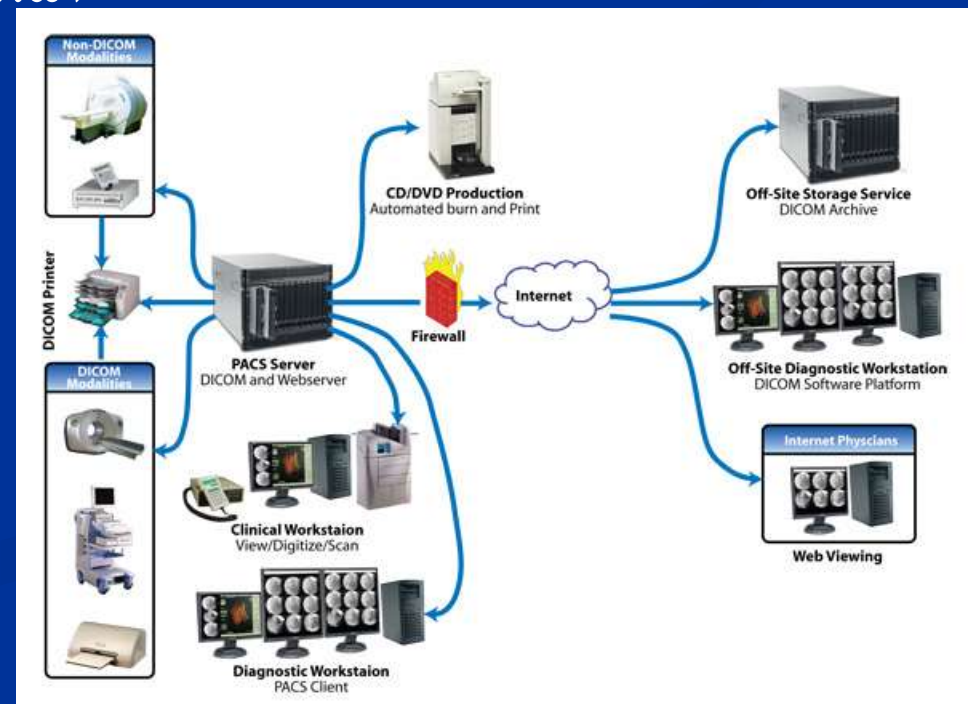 Non-DICOM
Modalities
CD/DVD Production
Automated burn and Print
Off-Site Storage Service
DICOM Archive
DICOM Printer
Internet
Firewall
PACS Server
DICOM and Webserver
Off-Site Diagnostic Workstation
DICOM Software Platform
DICOM
Modalities
Internet Physcians
Clinical Workstaion
View/Digitize/Scan
Web Viewing
Diagnostic Workstaion
PACS Client